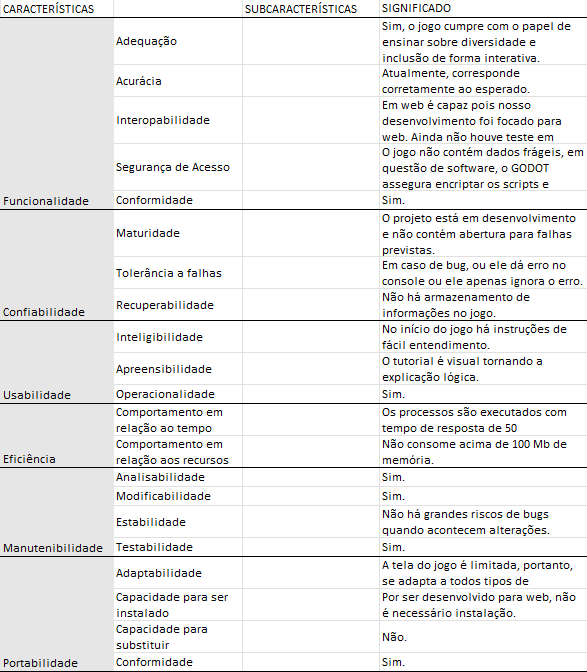 CARACTERÍSTICAS SUBCARACTERÍSTICAS SIGNIFICADO
Adequação
Sim, o jogo cumpre com o papel de
ensinar sobre diversidade e
inclusão de forma interativa.
Acurácia
Atualmente, corresponde
corretamente ao esperado.
Interopabilidade
Em web é capaz pois nosso
desenvolvimento foi focado para
web. Ainda não houve teste em
Segurança de Acesso
O jogo não contém dados frágeis, em
questão de software, o GODOT
assegura encriptar os scripts e
Funcionalidade Conformidade Sim.
Maturidade
O projeto está em desenvolvimento
e não contém abertura para falhas
previstas.
Tolerância a falhas
Em caso de bug, ou ele dá erro no
console ou ele apenas ignora o erro.
Confiabilidade Recuperabilidade
Não há armazenamento de
informações no jogo.
Inteligibilidade
No início do jogo há instruções de
fácil entendimento.
Apreensibilidade
O tutorial é visual tornando a
explicação lógica.
Usabilidade Operacionalidade Sim.
Comportamento em
relação ao tempo
Os processos são executados com
tempo de resposta de 50
Eficiência
Comportamento em
relação aos recursos
Não consome acima de 100 Mb de
memória.
Analisabilidade Sim.
Modificabilidade Sim.
Estabilidade
Não há grandes riscos de bugs
quando acontecem alterações.
Manutenibilidade Testabilidade Sim.
Adaptabilidade
A tela do jogo é limitada, portanto,
se adapta a todos tipos de
Capacidade para ser
instalado
Por ser desenvolvido para web, não
é necessário instalação.
Capacidade para
substituir
Não.
Portabilidade Conformidade Sim.